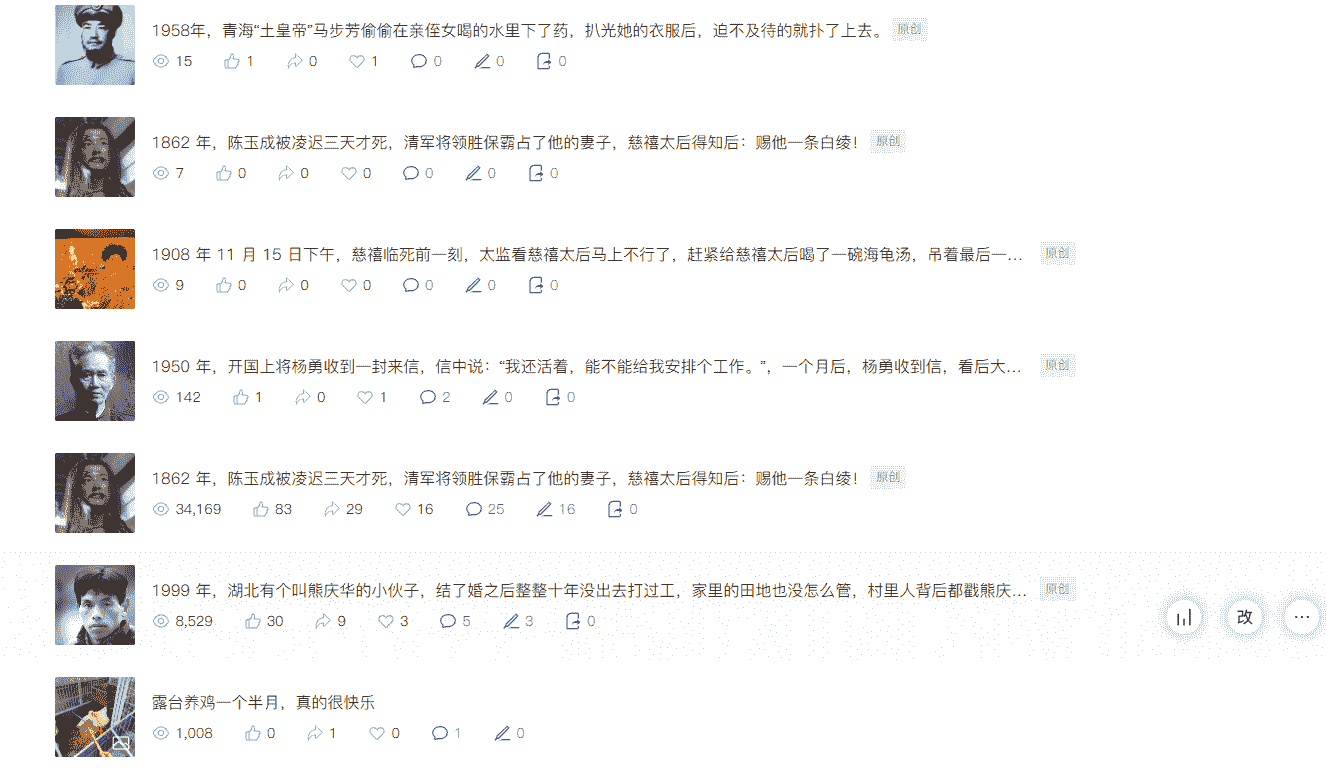 1958年，青海“土皇帝”马步芳偷偷在亲侄女喝的水里下了药，扒光她的衣服后，迫不及待的就扑了上去。 原创
15 1 0 1 0 0 0
1862 年，陈玉成被凌迟三天才死，清军将领胜保霸占了他的妻子，慈禧太后得知后：赐他一条白绫！ 原创
7 0 0 0 0 0 0
1908 年 11 月 15 日下午，慈禧临死前一刻，太监看慈禧太后马上不行了，赶紧给慈禧太后喝了一碗海龟汤，吊着最后一… 原创
9 0 0 0 0 0 0
1950 年，开国上将杨勇收到一封来信，信中说：“我还活着，能不能给我安排个工作。”，一个月后，杨勇收到信，看后大… 原创
142 1 0 1 2 0 0
1862 年，陈玉成被凌迟三天才死，清军将领胜保霸占了他的妻子，慈禧太后得知后：赐他一条白绫！ 原创
34,169 83 29 16 25 16 0
1999 年，湖北有个叫熊庆华的小伙子，结了婚之后整整十年没出去打过工，家里的田地也没怎么管，村里人背后都戳熊庆… 原创
8,529 30 9 3 5 3 0 改 …
露台养鸡一个半月，真的很快乐
1,008 0 1 0 1 0